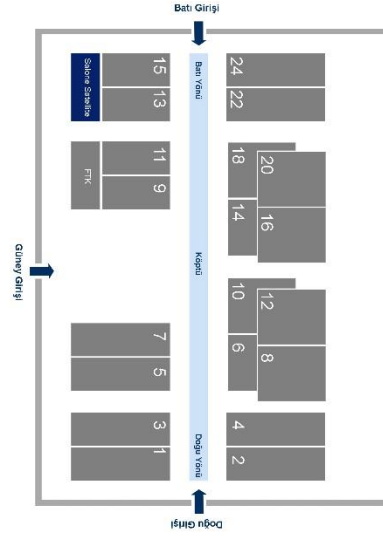 Batı Girişi
Salone Satellite
15
13
Batı Yönü
24
22
FTK
11
9
18
20
14
16
Köptü
Güney Girişi
10
12
6
8
7
5
3
1
Doğu Yönü
4
2
Doğu Girişi